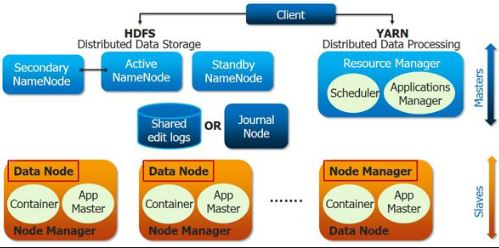 Client
HDFS
Distributed Data Storage
YARN
Distributed Data Processing
Secondary
NameNode
Active
NameNode
Standby
NameNode
Resource Manager
Scheduler
Applications
Manager
Masters
Shared
edit logs
OR
Journal
Node
Data Node
Container
App
Master
Node Manager
Data Node
Container
App
Master
Node Manager
.......
Node Manager
Container
App
Master
Data Node
Slaves